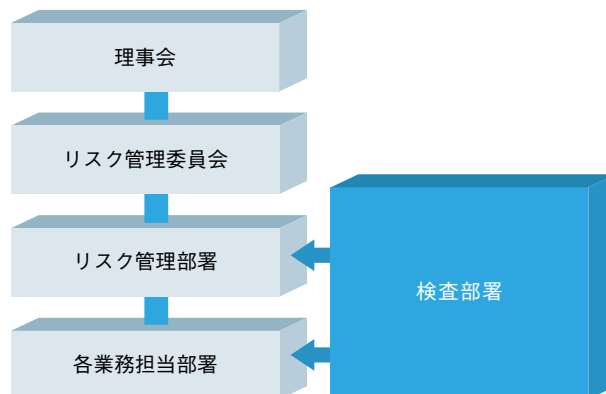 理事会
リスク管理委員会
リスク管理部署
検査部署
各業務担当部署